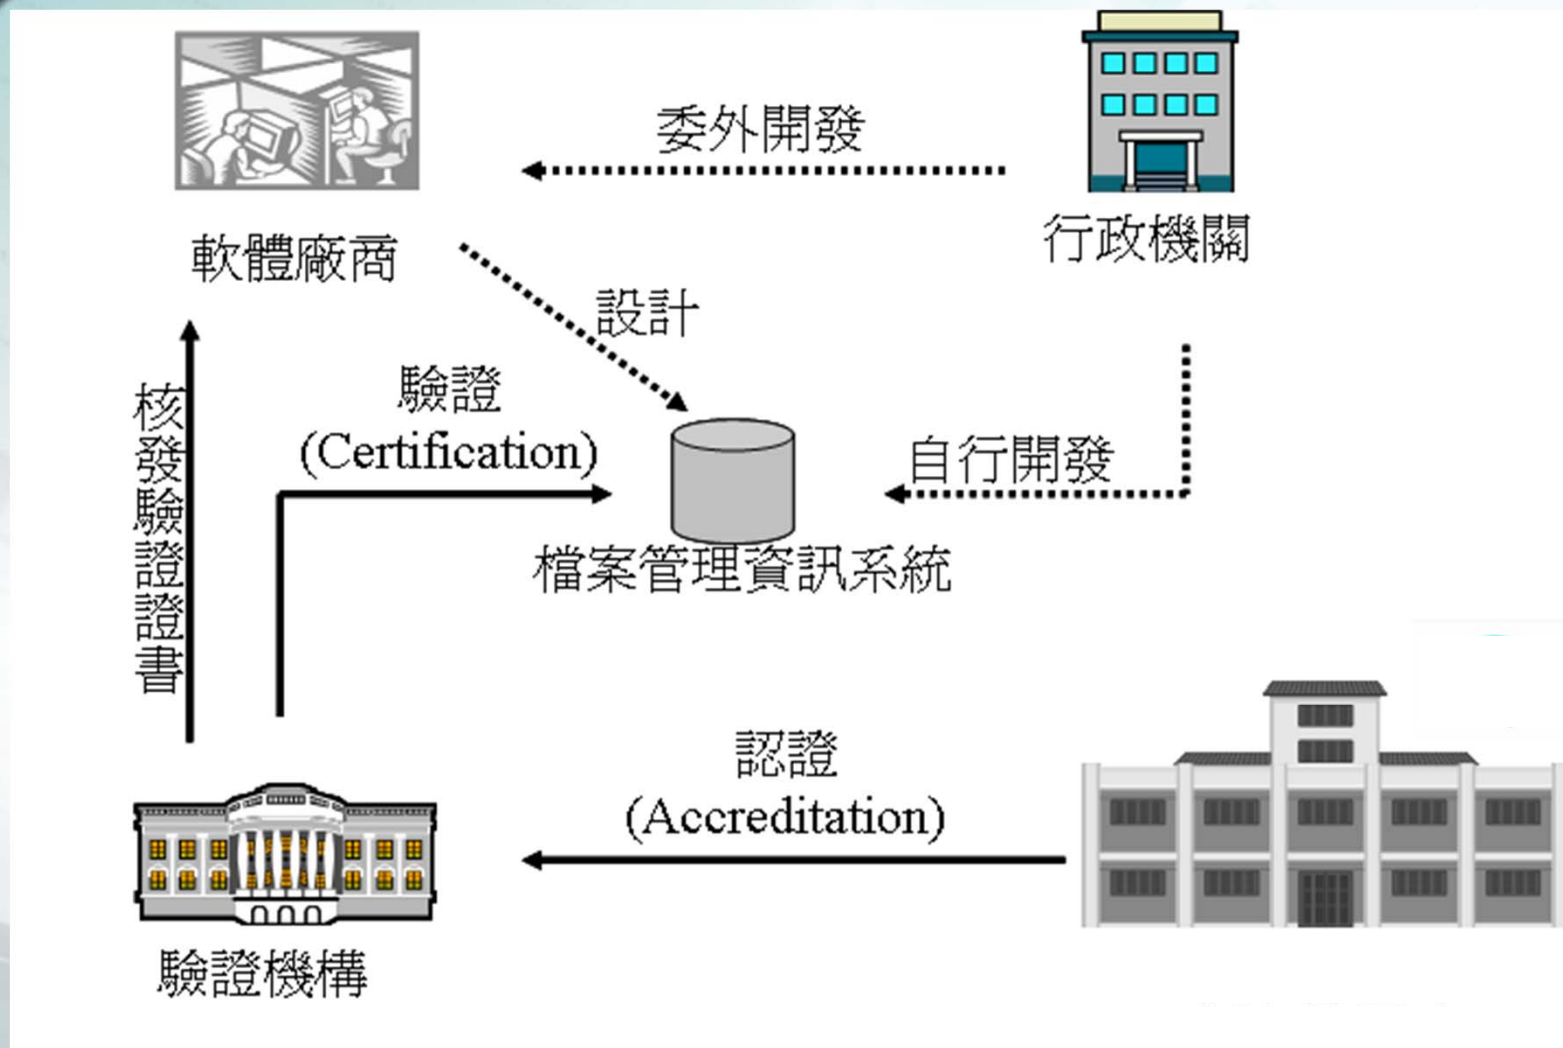 委外開發
行政機關
軟體廠商
設計
驗證
(Certification)
自行開發
核發驗證證書
檔案管理資訊系統
認證
(Accreditation)
驗證機構